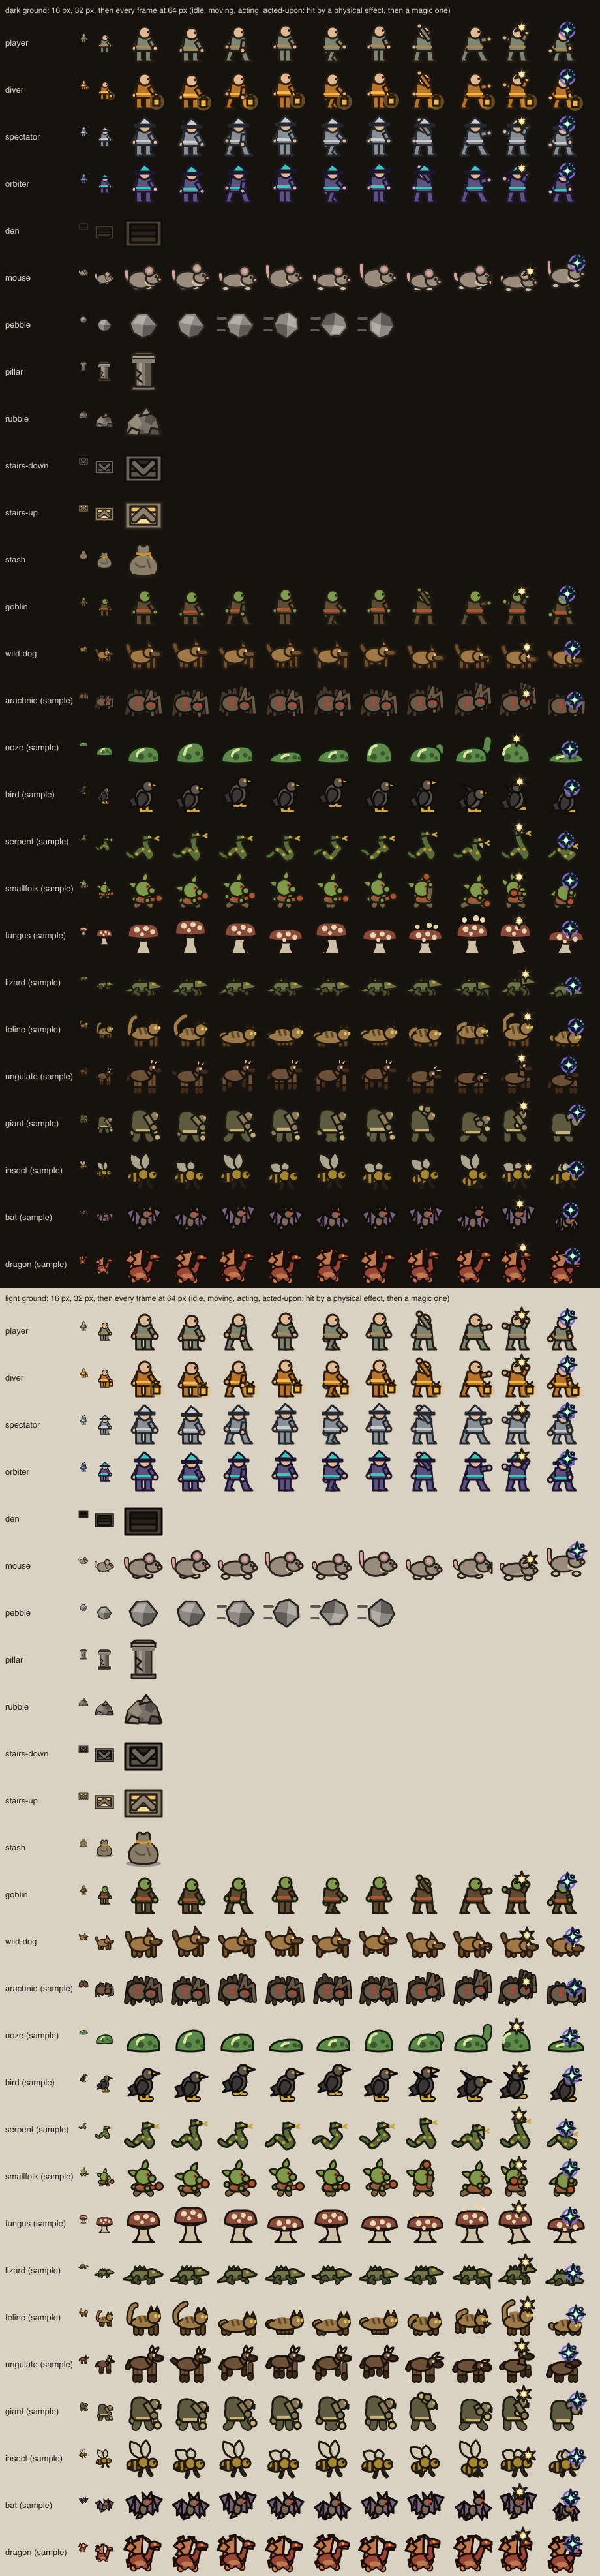 dark ground: 16 px, 32 px, then every frame at 64 px (idle, moving, acting, acted-upon: hit by a physical effect, then a magic one)
player
diver
spectator
orbiter
den
mouse
pebble
pillar
rubble
stairs-down
stairs-up
stash
goblin
wild-dog
arachnid (sample)
ooze (sample)
bird (sample)
serpent (sample)
smallfolk (sample)
fungus (sample)
lizard (sample)
feline (sample)
ungulate (sample)
giant (sample)
insect (sample)
bat (sample)
dragon (sample)
light ground: 16 px, 32 px, then every frame at 64 px (idle, moving, acting, acted-upon: hit by a physical effect, then a magic one)
player
diver
spectator
orbiter
den
mouse
pebble
pillar
rubble
stairs-down
stairs-up
stash
goblin
wild-dog
arachnid (sample)
ooze (sample)
bird (sample)
serpent (sample)
smallfolk (sample)
fungus (sample)
lizard (sample)
feline (sample)
ungulate (sample)
giant (sample)
insect (sample)
bat (sample)
dragon (sample)